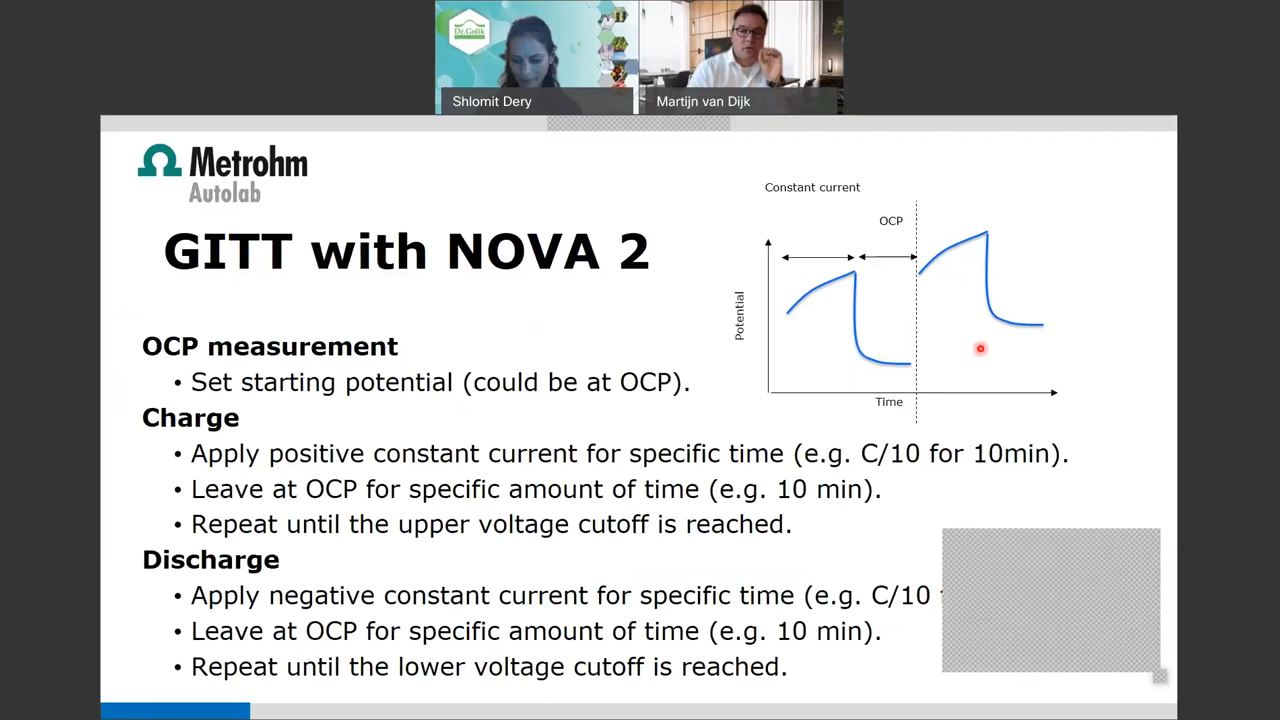 Dr.Golik
Shlomit Dery
Martijn van Dijk
Metrohm
Autolab
Constant current
OCP
GITT with NOVA 2
Potential
Time
OCP measurement
• Set starting potential (could be at OCP).
Charge
• Apply positive constant current for specific time (e.g. C/10 for 10min).
• Leave at OCP for specific amount of time (e.g. 10 min).
• Repeat until the upper voltage cutoff is reached.
Discharge
• Apply negative constant current for specific time (e.g. C/10
• Leave at OCP for specific amount of time (e.g. 10 min).
• Repeat until the lower voltage cutoff is reached.